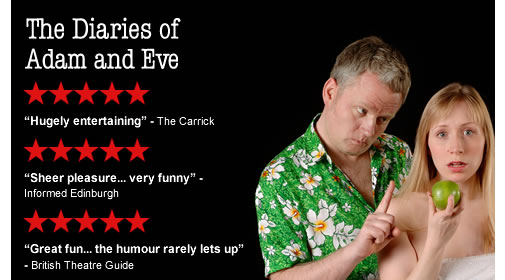 The Diaries of
Adam and Eve
“Hugely entertaining” - The Carrick
“Sheer pleasure... very funny” -
Informed Edinburgh
“Great fun... the humour rarely lets up”
- British Theatre Guide